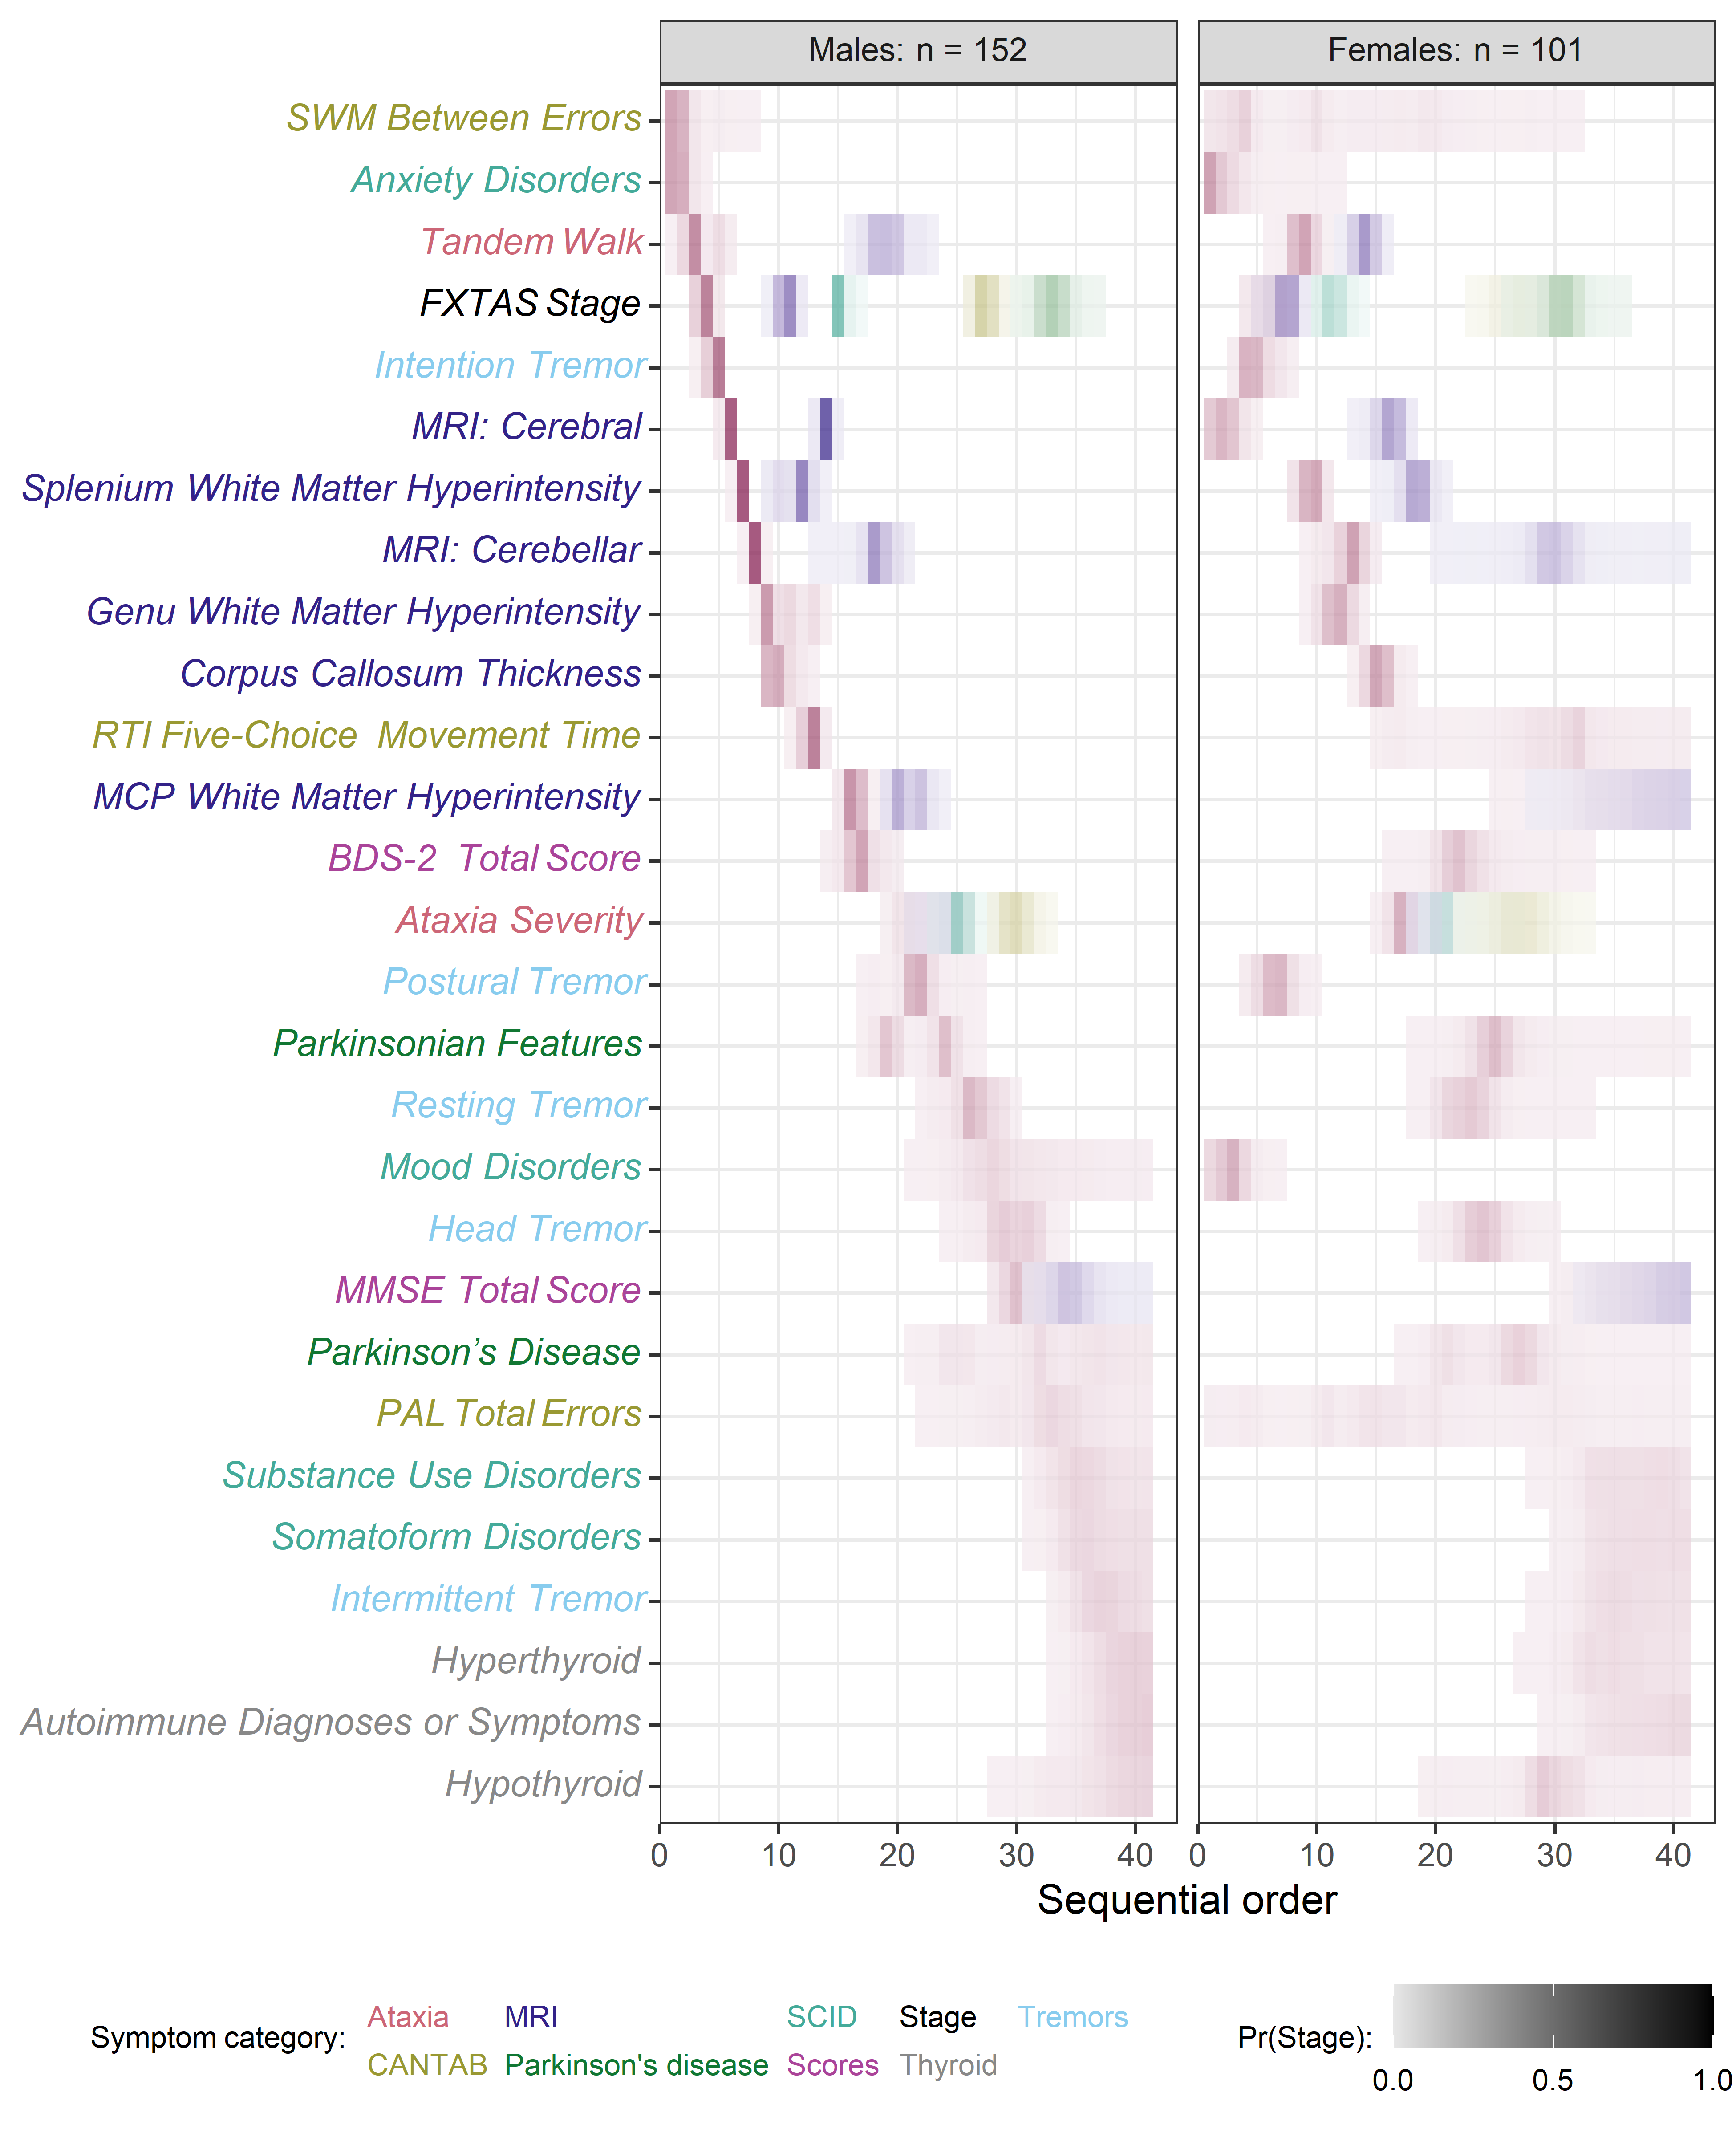 Males: n = 152
Females: n = 101
SWM Between Errors
Anxiety Disorders
Tandem Walk
FXTAS Stage
Intention Tremor
MRI: Cerebral
Splenium White Matter Hyperintensity
MRI: Cerebellar
Genu White Matter Hyperintensity
Corpus Callosum Thickness
RTI Five-Choice Movement Time
MCP White Matter Hyperintensity
BDS-2 Total Score
Ataxia Severity
Postural Tremor
Parkinsonian Features
Resting Tremor
Mood Disorders
Head Tremor
MMSE Total Score
Parkinson’s Disease
PAL Total Errors
Substance Use Disorders
Somatoform Disorders
Intermittent Tremor
Hyperthyroid
Autoimmune Diagnoses or Symptoms
Hypothyroid
0 10 20 30 40 0 10 20 30 40
Sequential order
Symptom category:
Ataxia MRI SCID Stage Tremors
CANTAB Parkinson's disease Scores Thyroid
Pr(Stage):
0.0 0.5 1.0